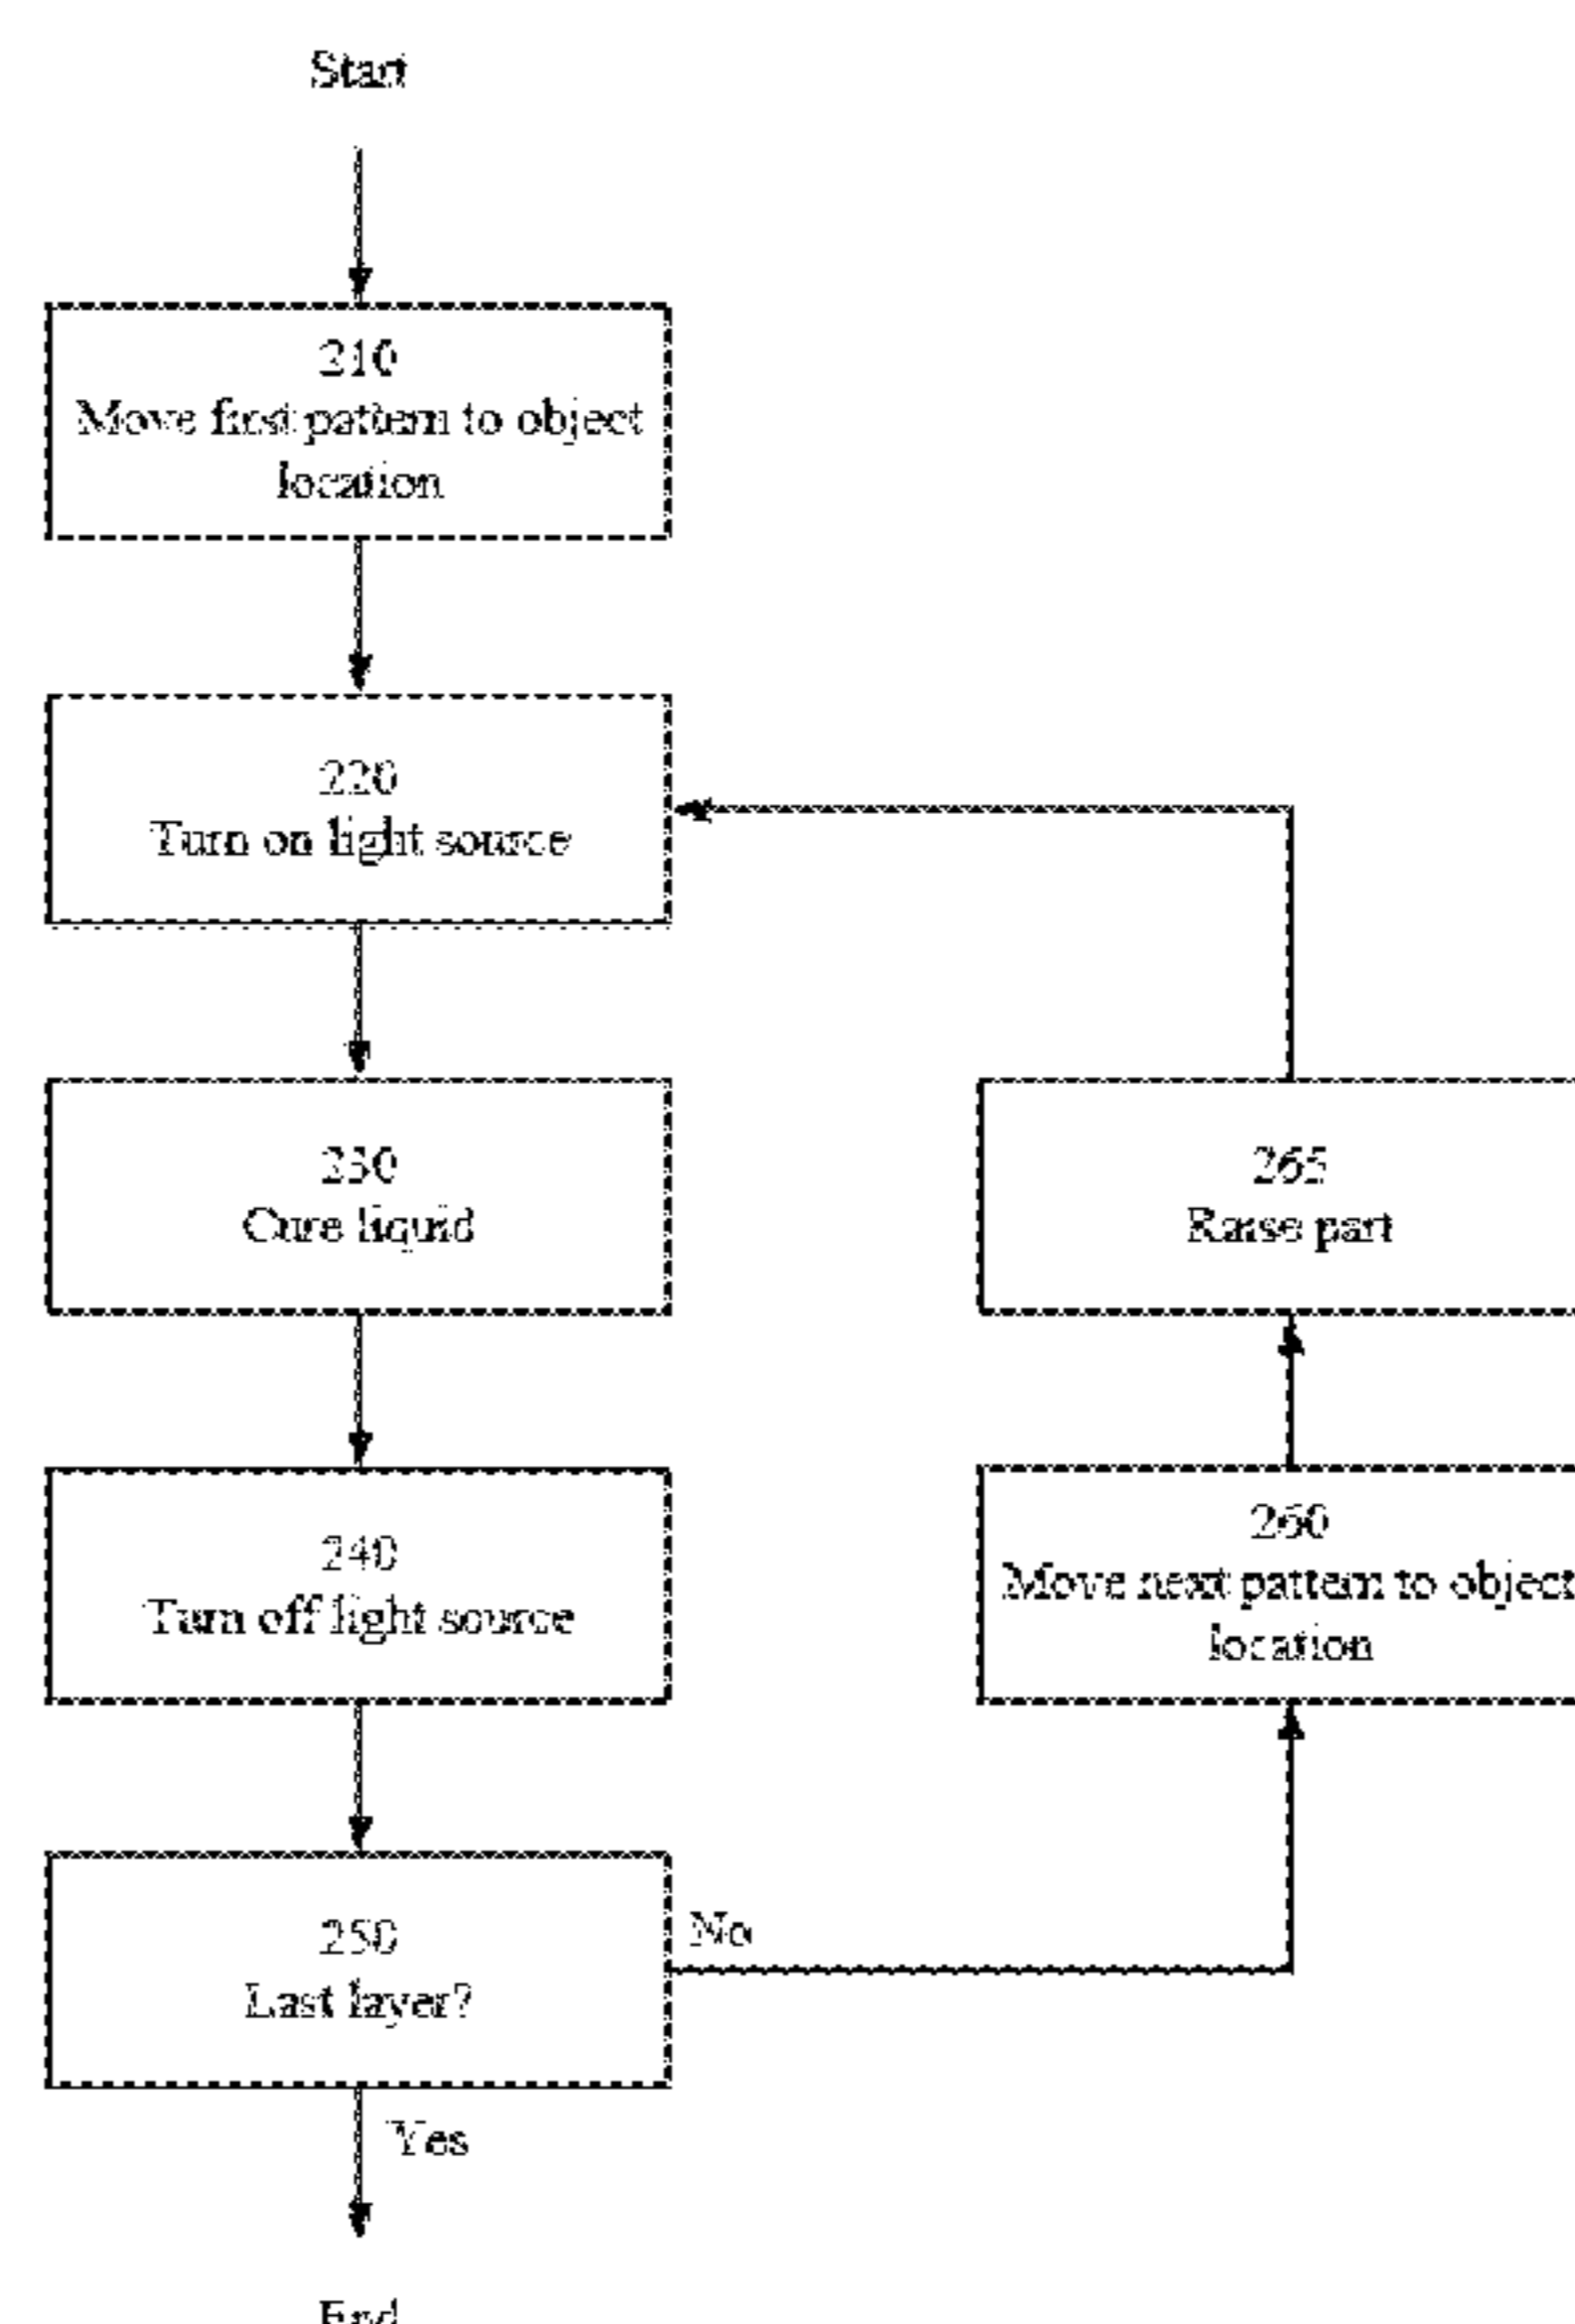 Start
210
Move first pattern to object
location
220
Turn on light source
230
Cure liquid
240
Turn off light source
250
Last layer?
Yes
End
No
260
Move next pattern to object
location
265
Raise part